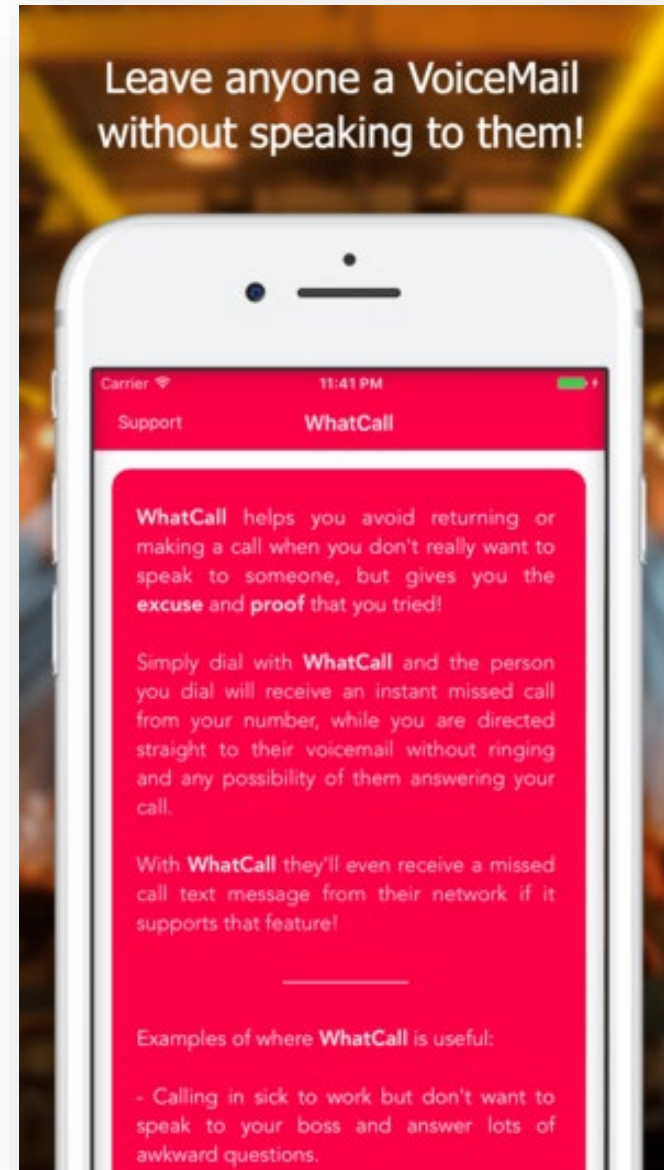 Leave anyone a VoiceMail
without speaking to them!
Carrier
11:41 PM
Support
WhatCall
WhatCall helps you avoid returning or
making a call when you don't really want to
speak to someone, but gives you the
excuse and proof that you tried!
Simply dial with WhatCall and the person
you dial will receive an instant missed call
from your number, while you are directed
straight to their voicemail without ringing
and any possibility of them answering your
call.
With WhatCall they'll even receive a missed
call text message from their network if it
supports that feature!
Examples of where WhatCall is useful:
- Calling in sick to work but don't want to
speak to your boss and answer lots of
awkward questions.